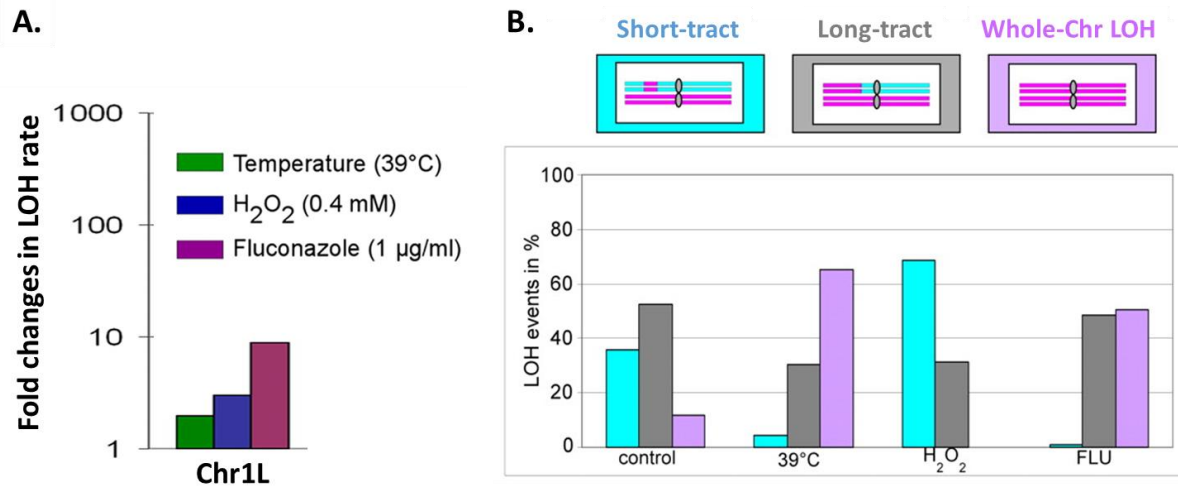 A.
Fold changes in LOH rate
1000
100
10
1
Temperature (39°C)
H2O2 (0.4 mM)
Fluconazole (1 µg/ml)
Chr1L
B.
Short-tract Long-tract Whole-Chr LOH
LOH events in %
100
80
60
40
20
0
control 39°C H2O2 FLU